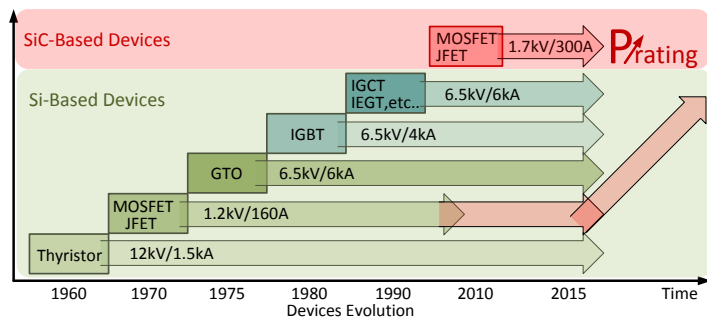 SiC-Based Devices
MOSFET
JFET
1.7kV/300A
P rating
Si-Based Devices
IGCT
IEGT,etc..
6.5kV/6kA
IGBT
6.5kV/4kA
GTO
6.5kV/6kA
MOSFET
JFET
1.2kV/160A
Thyristor
12kV/1.5kA
1960 1970 1975 1980 1990 2010 2015 Time
Devices Evolution